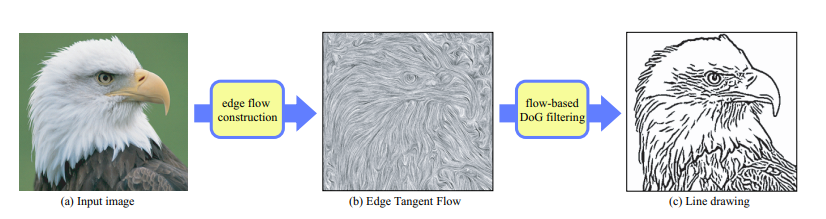 edge flow
construction
flow-based
DoG filtering
(a) Input image
(b) Edge Tangent Flow
(c) Line drawing